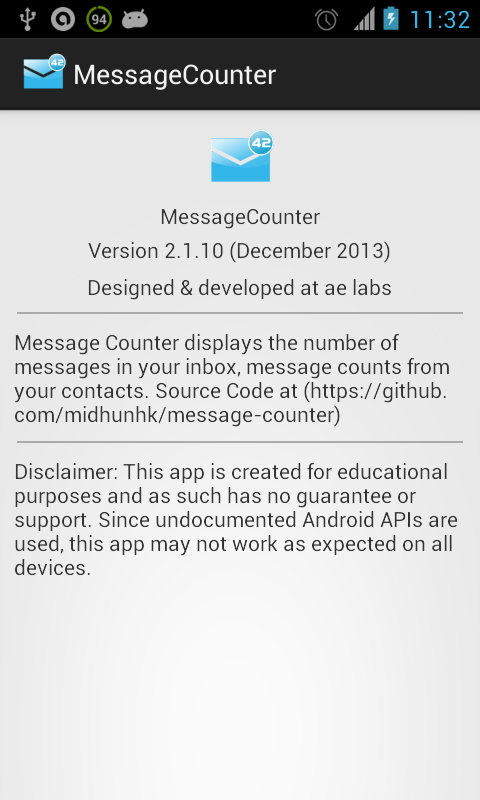 94
11:32
42
MessageCounter
42
MessageCounter
Version 2.1.10 (December 2013)
Designed & developed at ae labs
Message Counter displays the number of
messages in your inbox, message counts from
your contacts. Source Code at (https://github.
com/midhunhk/message-counter)
Disclaimer: This app is created for educational
purposes and as such has no guarantee or
support. Since undocumented Android APIs are
used, this app may not work as expected on all
devices.